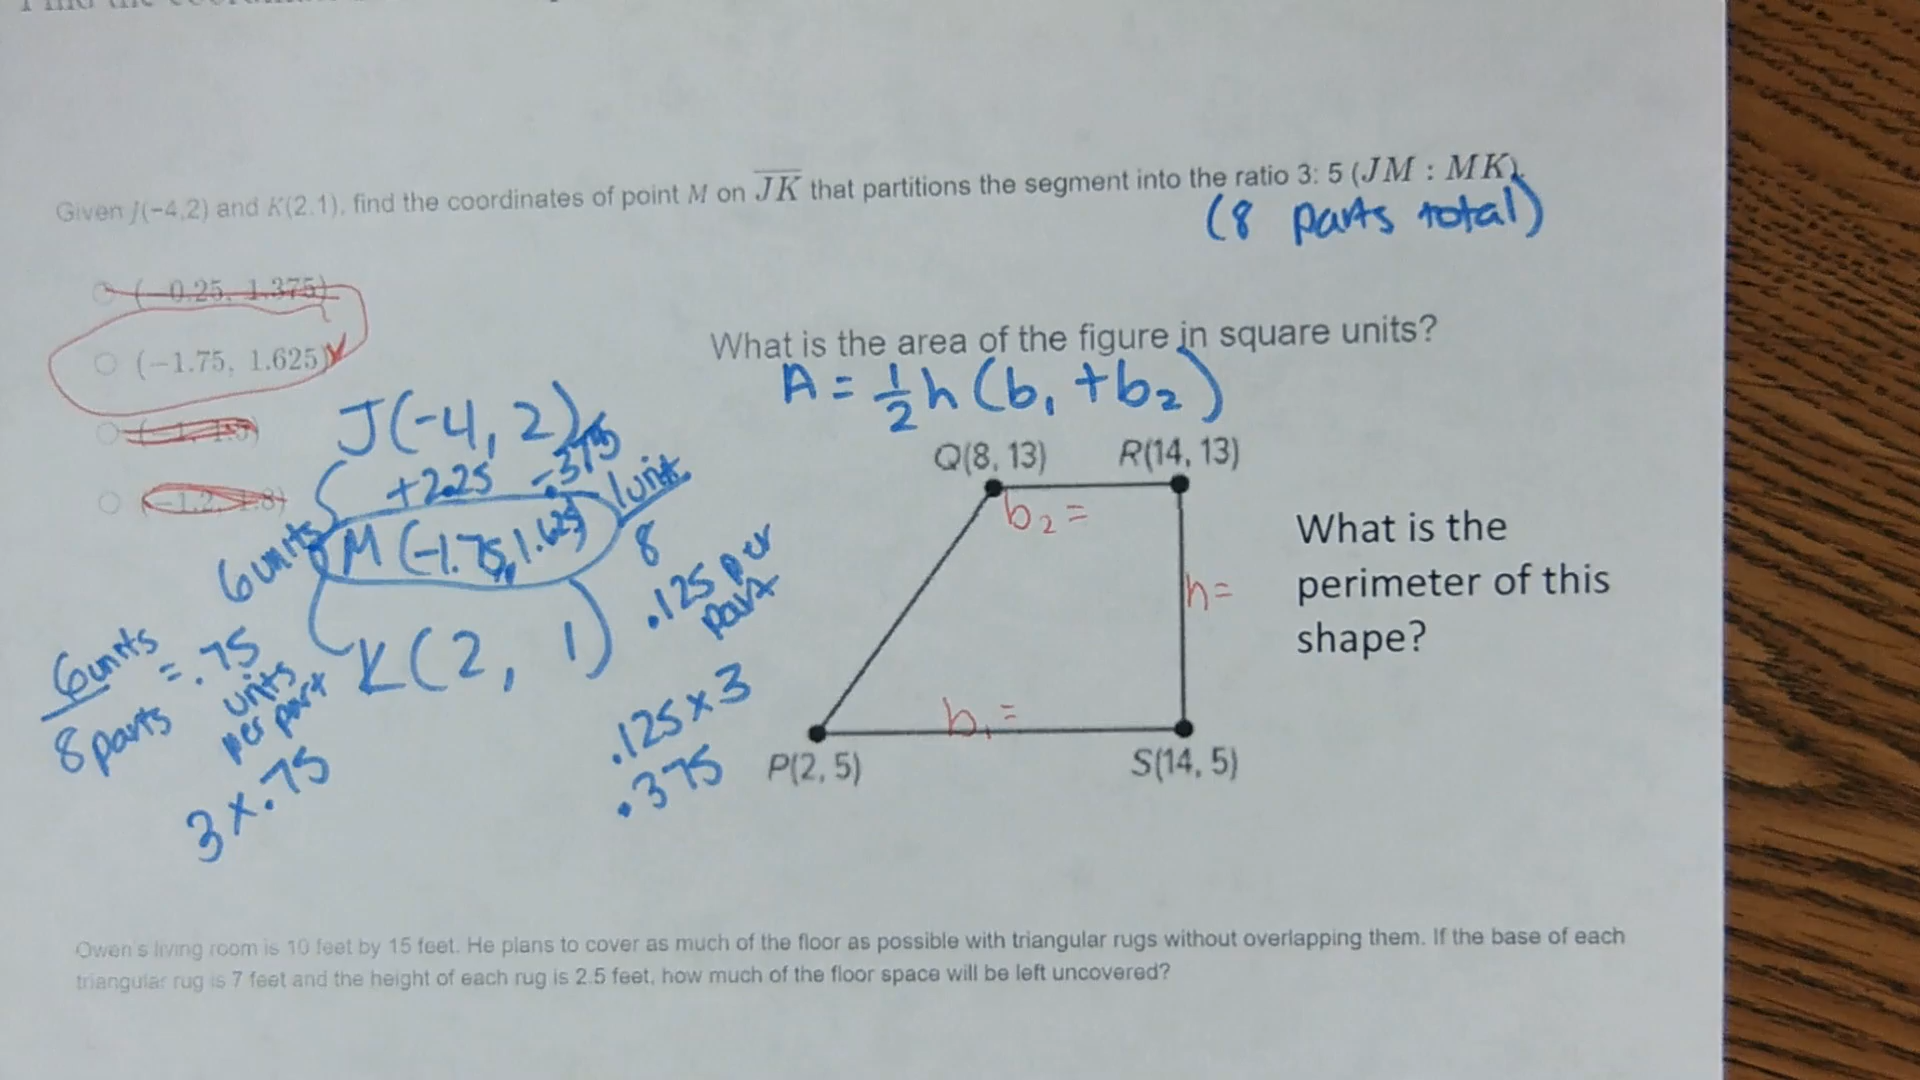 Given J(−4,2) and K(2,1), find the coordinates of point M on JK that partitions the segment into the ratio 3: 5 (JM : MK).
(8 parts total)
(−0.25, 1.375)
(−1.75, 1.625)
(−1, 1.5)
(−1.2, 1.8)
J(-4, 2)
+2.25 -.375
M (-1.75, 1.625)
K(2, 1)
6 units
1 unit
8
.125 per
part
.125 x 3
.375
6 units
8 parts
= .75
units
per part
3 x .75
What is the area of the figure in square units?
A = 1/2 h (b₁ + b₂)
Q(8, 13) R(14, 13)
b₂ =
h =
b₁ =
P(2, 5) S(14, 5)
What is the
perimeter of this
shape?
Owen's living room is 10 feet by 15 feet. He plans to cover as much of the floor as possible with triangular rugs without overlapping them. If the base of each
triangular rug is 7 feet and the height of each rug is 2.5 feet, how much of the floor space will be left uncovered?